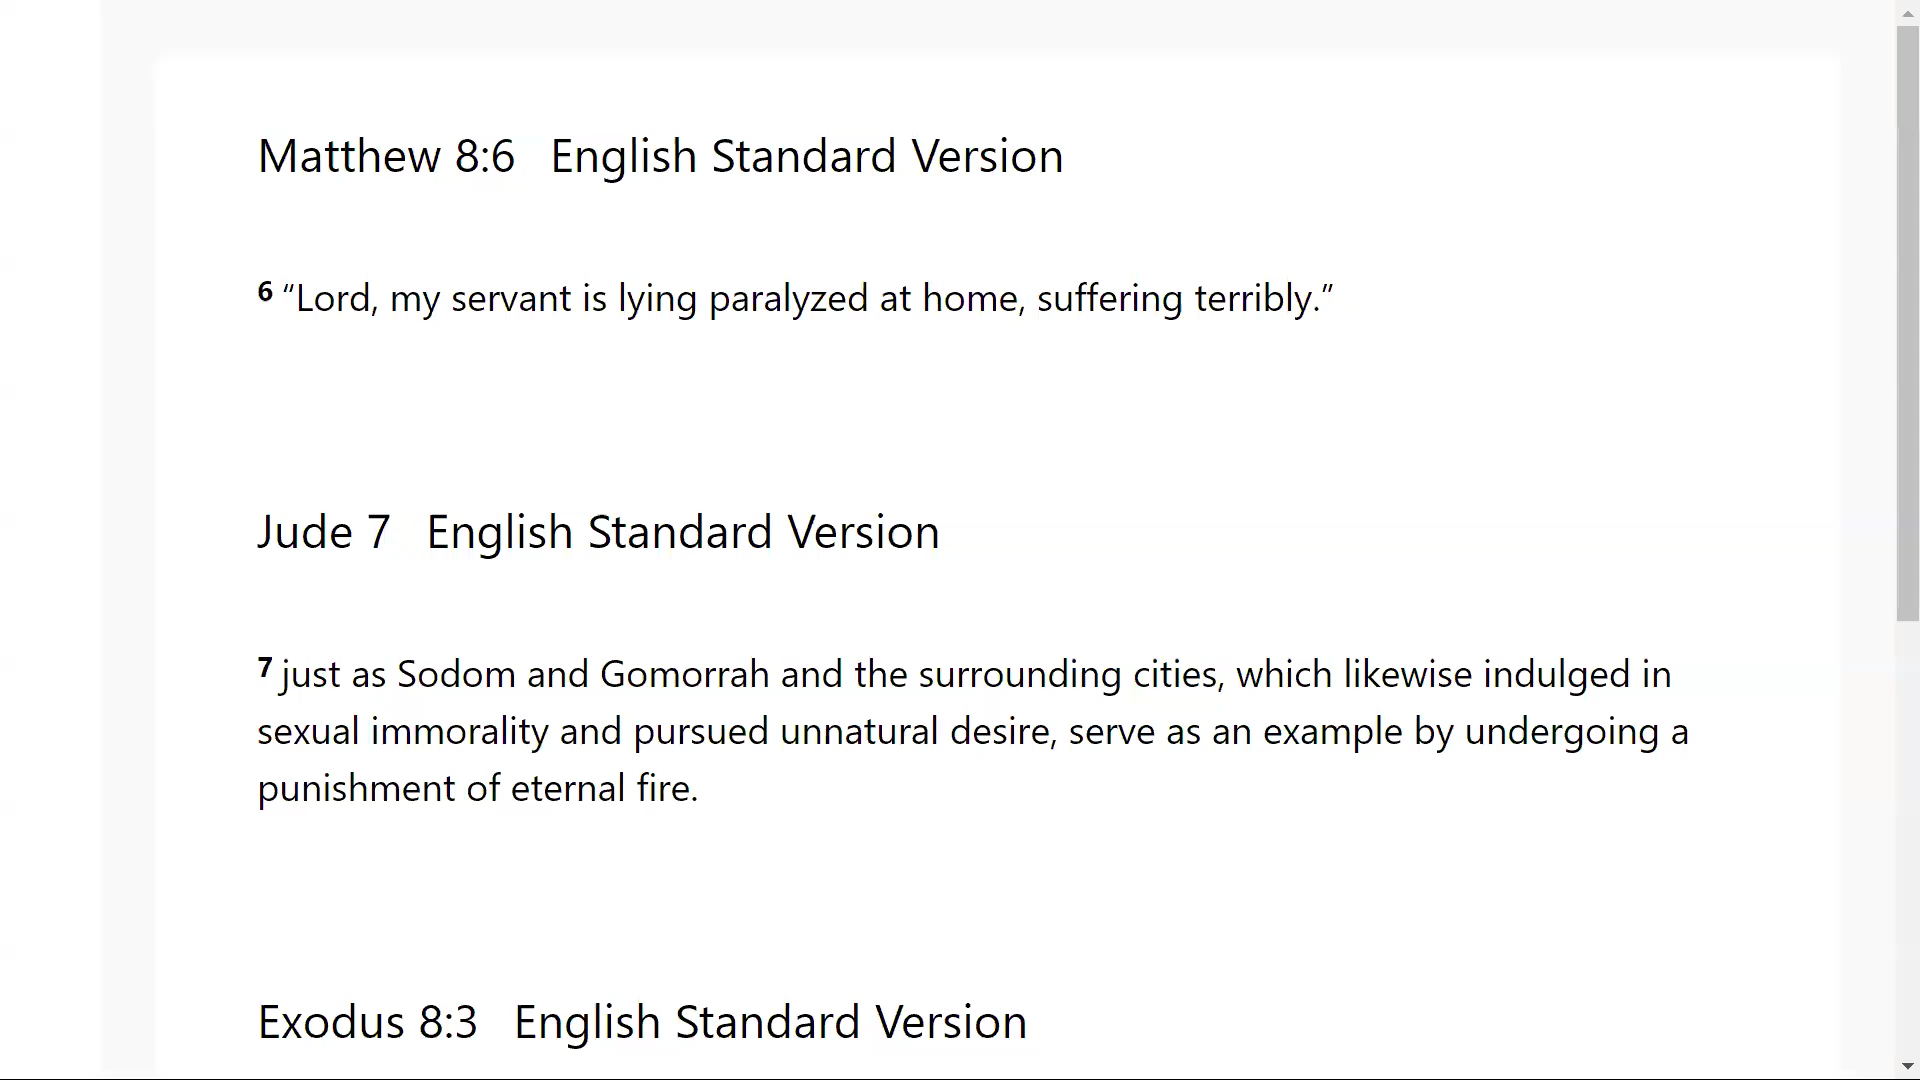 Matthew 8:6 English Standard Version
6 “Lord, my servant is lying paralyzed at home, suffering terribly.”
Jude 7 English Standard Version
7 just as Sodom and Gomorrah and the surrounding cities, which likewise indulged in
sexual immorality and pursued unnatural desire, serve as an example by undergoing a
punishment of eternal fire.
Exodus 8:3 English Standard Version